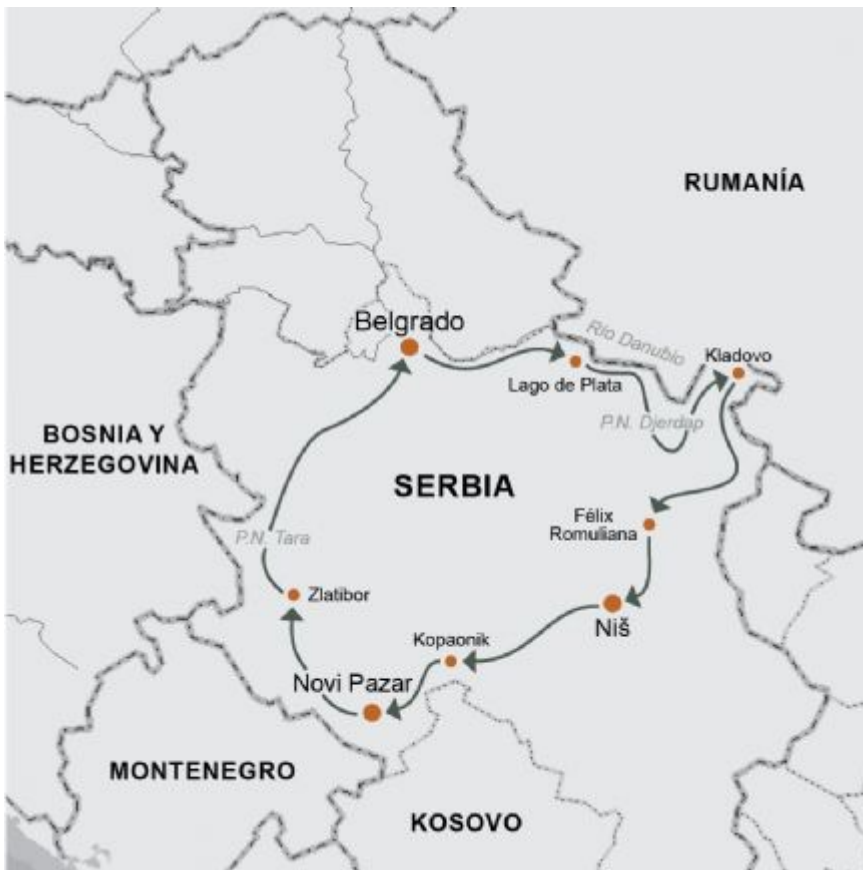 RUMANÍA
Belgrado
Río Danubio
Kladovo
Lago de Plata
P.N. Djerdap
BOSNIA Y
HERZEGOVINA
SERBIA
Félix
Romuliana
P.N. Tara
Zlatibor
Niš
Kopaonik
Novi Pazar
MONTENEGRO
KOSOVO